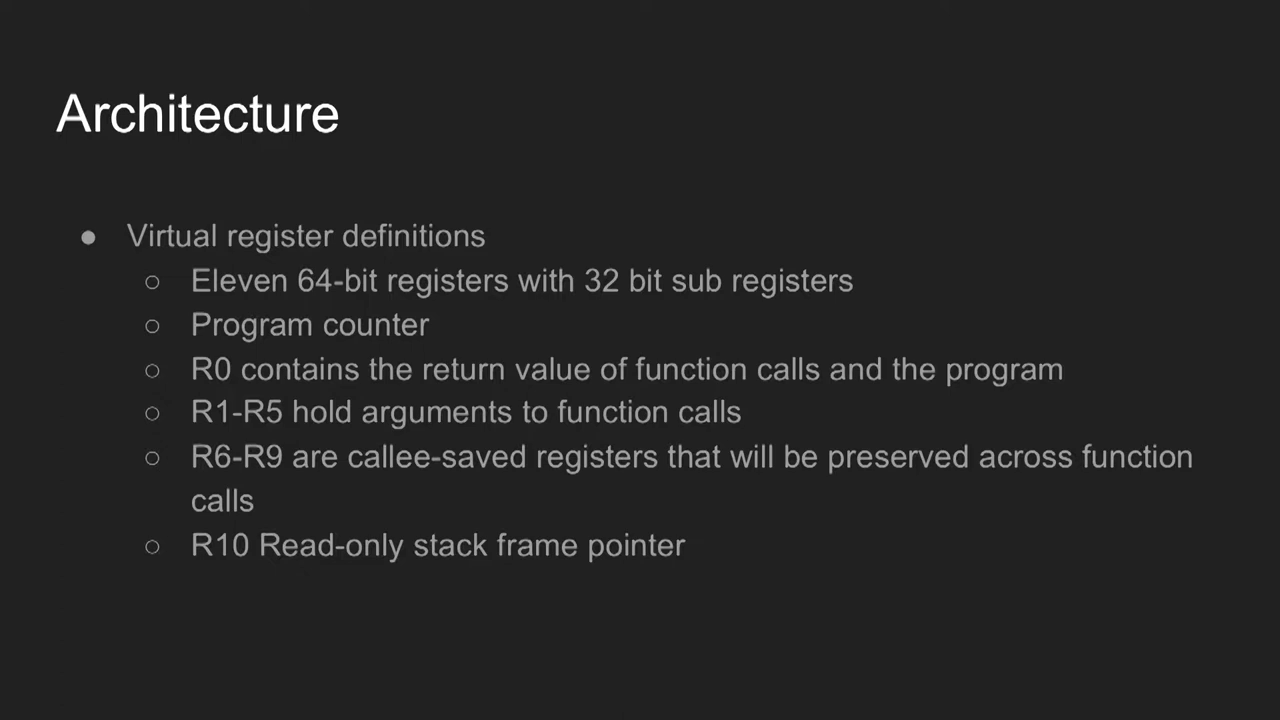 Architecture
● Virtual register definitions
○ Eleven 64-bit registers with 32 bit sub registers
○ Program counter
○ R0 contains the return value of function calls and the program
○ R1-R5 hold arguments to function calls
○ R6-R9 are callee-saved registers that will be preserved across function
calls
○ R10 Read-only stack frame pointer